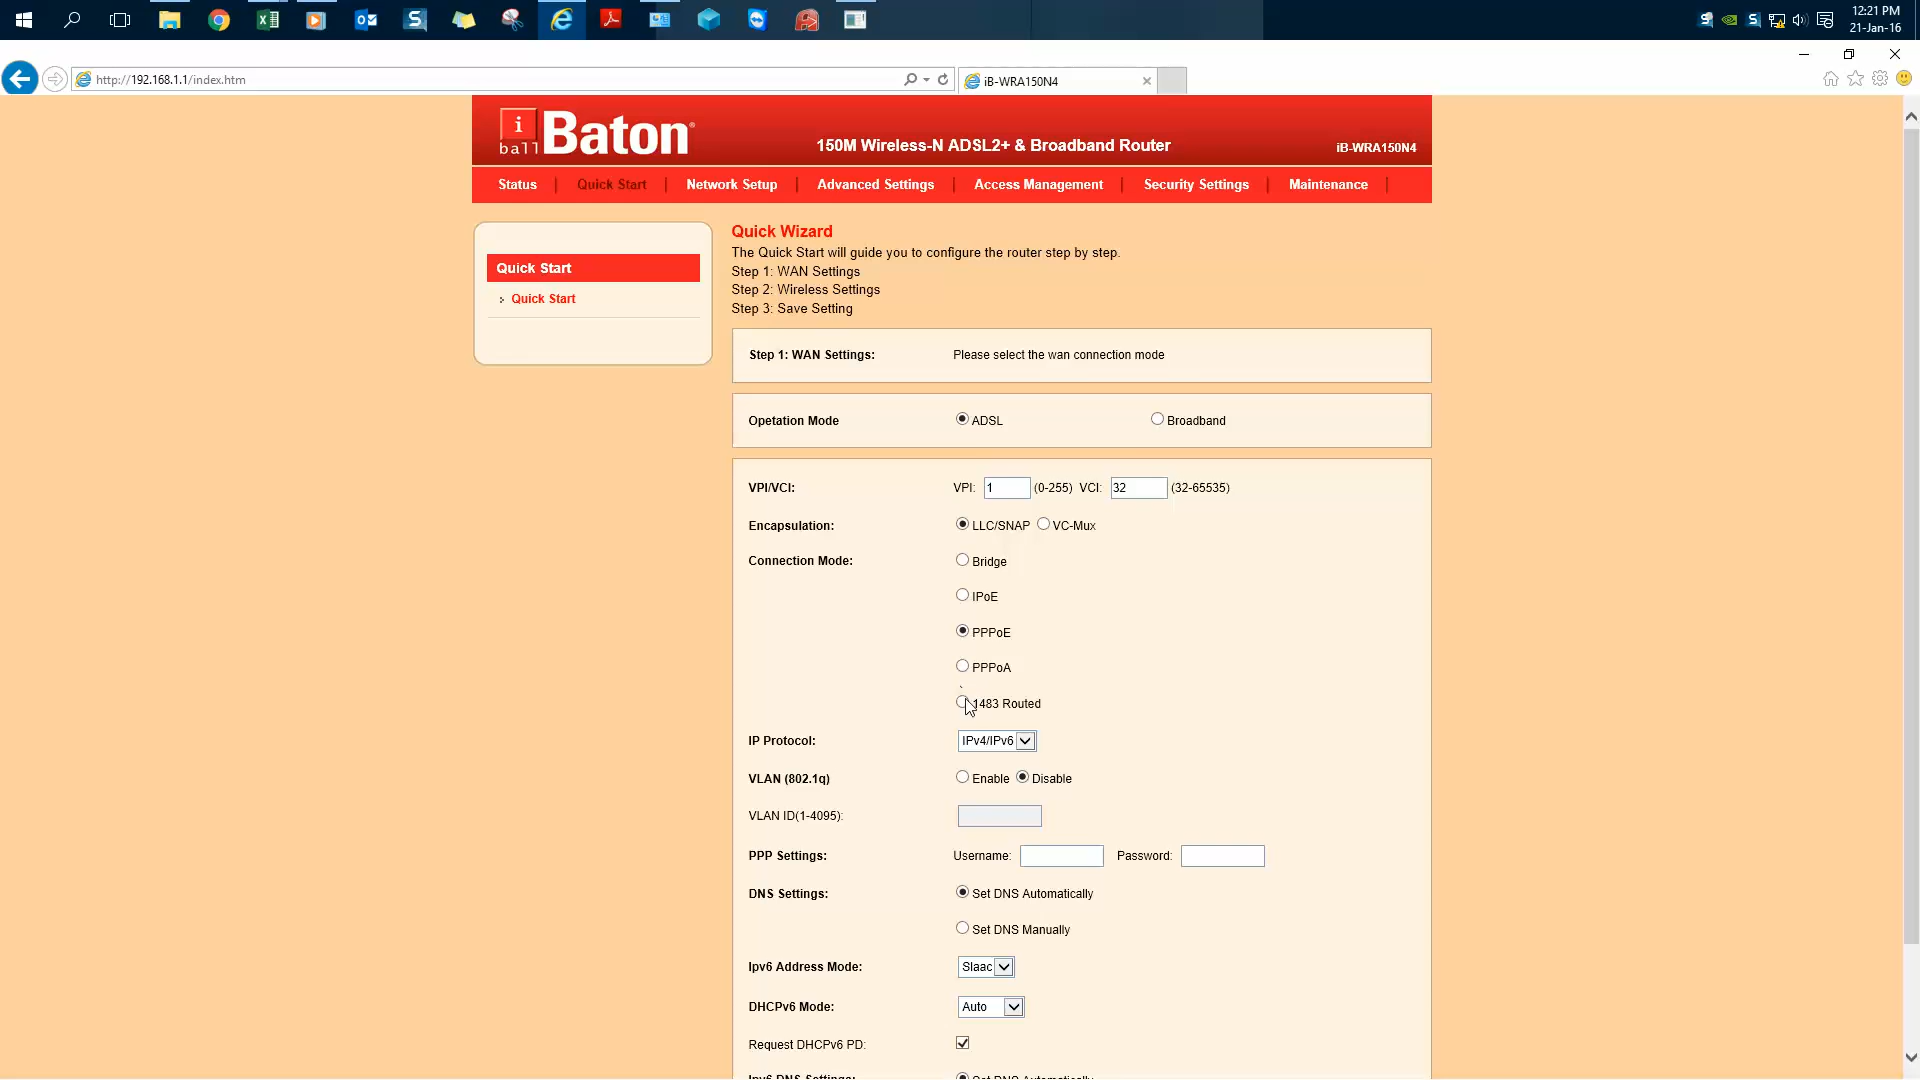 12:21 PM
21-Jan-16
http://192.168.1.1/index.htm
iB-WRA150N4
i
ball Baton®
150M Wireless-N ADSL2+ & Broadband Router
iB-WRA150N4
Status
Quick Start
Network Setup
Advanced Settings
Access Management
Security Settings
Maintenance
Quick Start
Quick Start
Quick Wizard
The Quick Start will guide you to configure the router step by step.
Step 1: WAN Settings
Step 2: Wireless Settings
Step 3: Save Setting
Step 1: WAN Settings: Please select the wan connection mode
Opetation Mode ADSL Broadband
VPI/VCI: VPI: 1 (0-255) VCI: 32 (32-65535)
Encapsulation: LLC/SNAP VC-Mux
Connection Mode: Bridge
IPoE
PPPoE
PPPoA
1483 Routed
IP Protocol: IPv4/IPv6
VLAN (802.1q) Enable Disable
VLAN ID(1-4095):
PPP Settings: Username: Password:
DNS Settings: Set DNS Automatically
Set DNS Manually
Ipv6 Address Mode: Slaac
DHCPv6 Mode: Auto
Request DHCPv6 PD:
Ipv6 DNS Settings: Set DNS Automatically